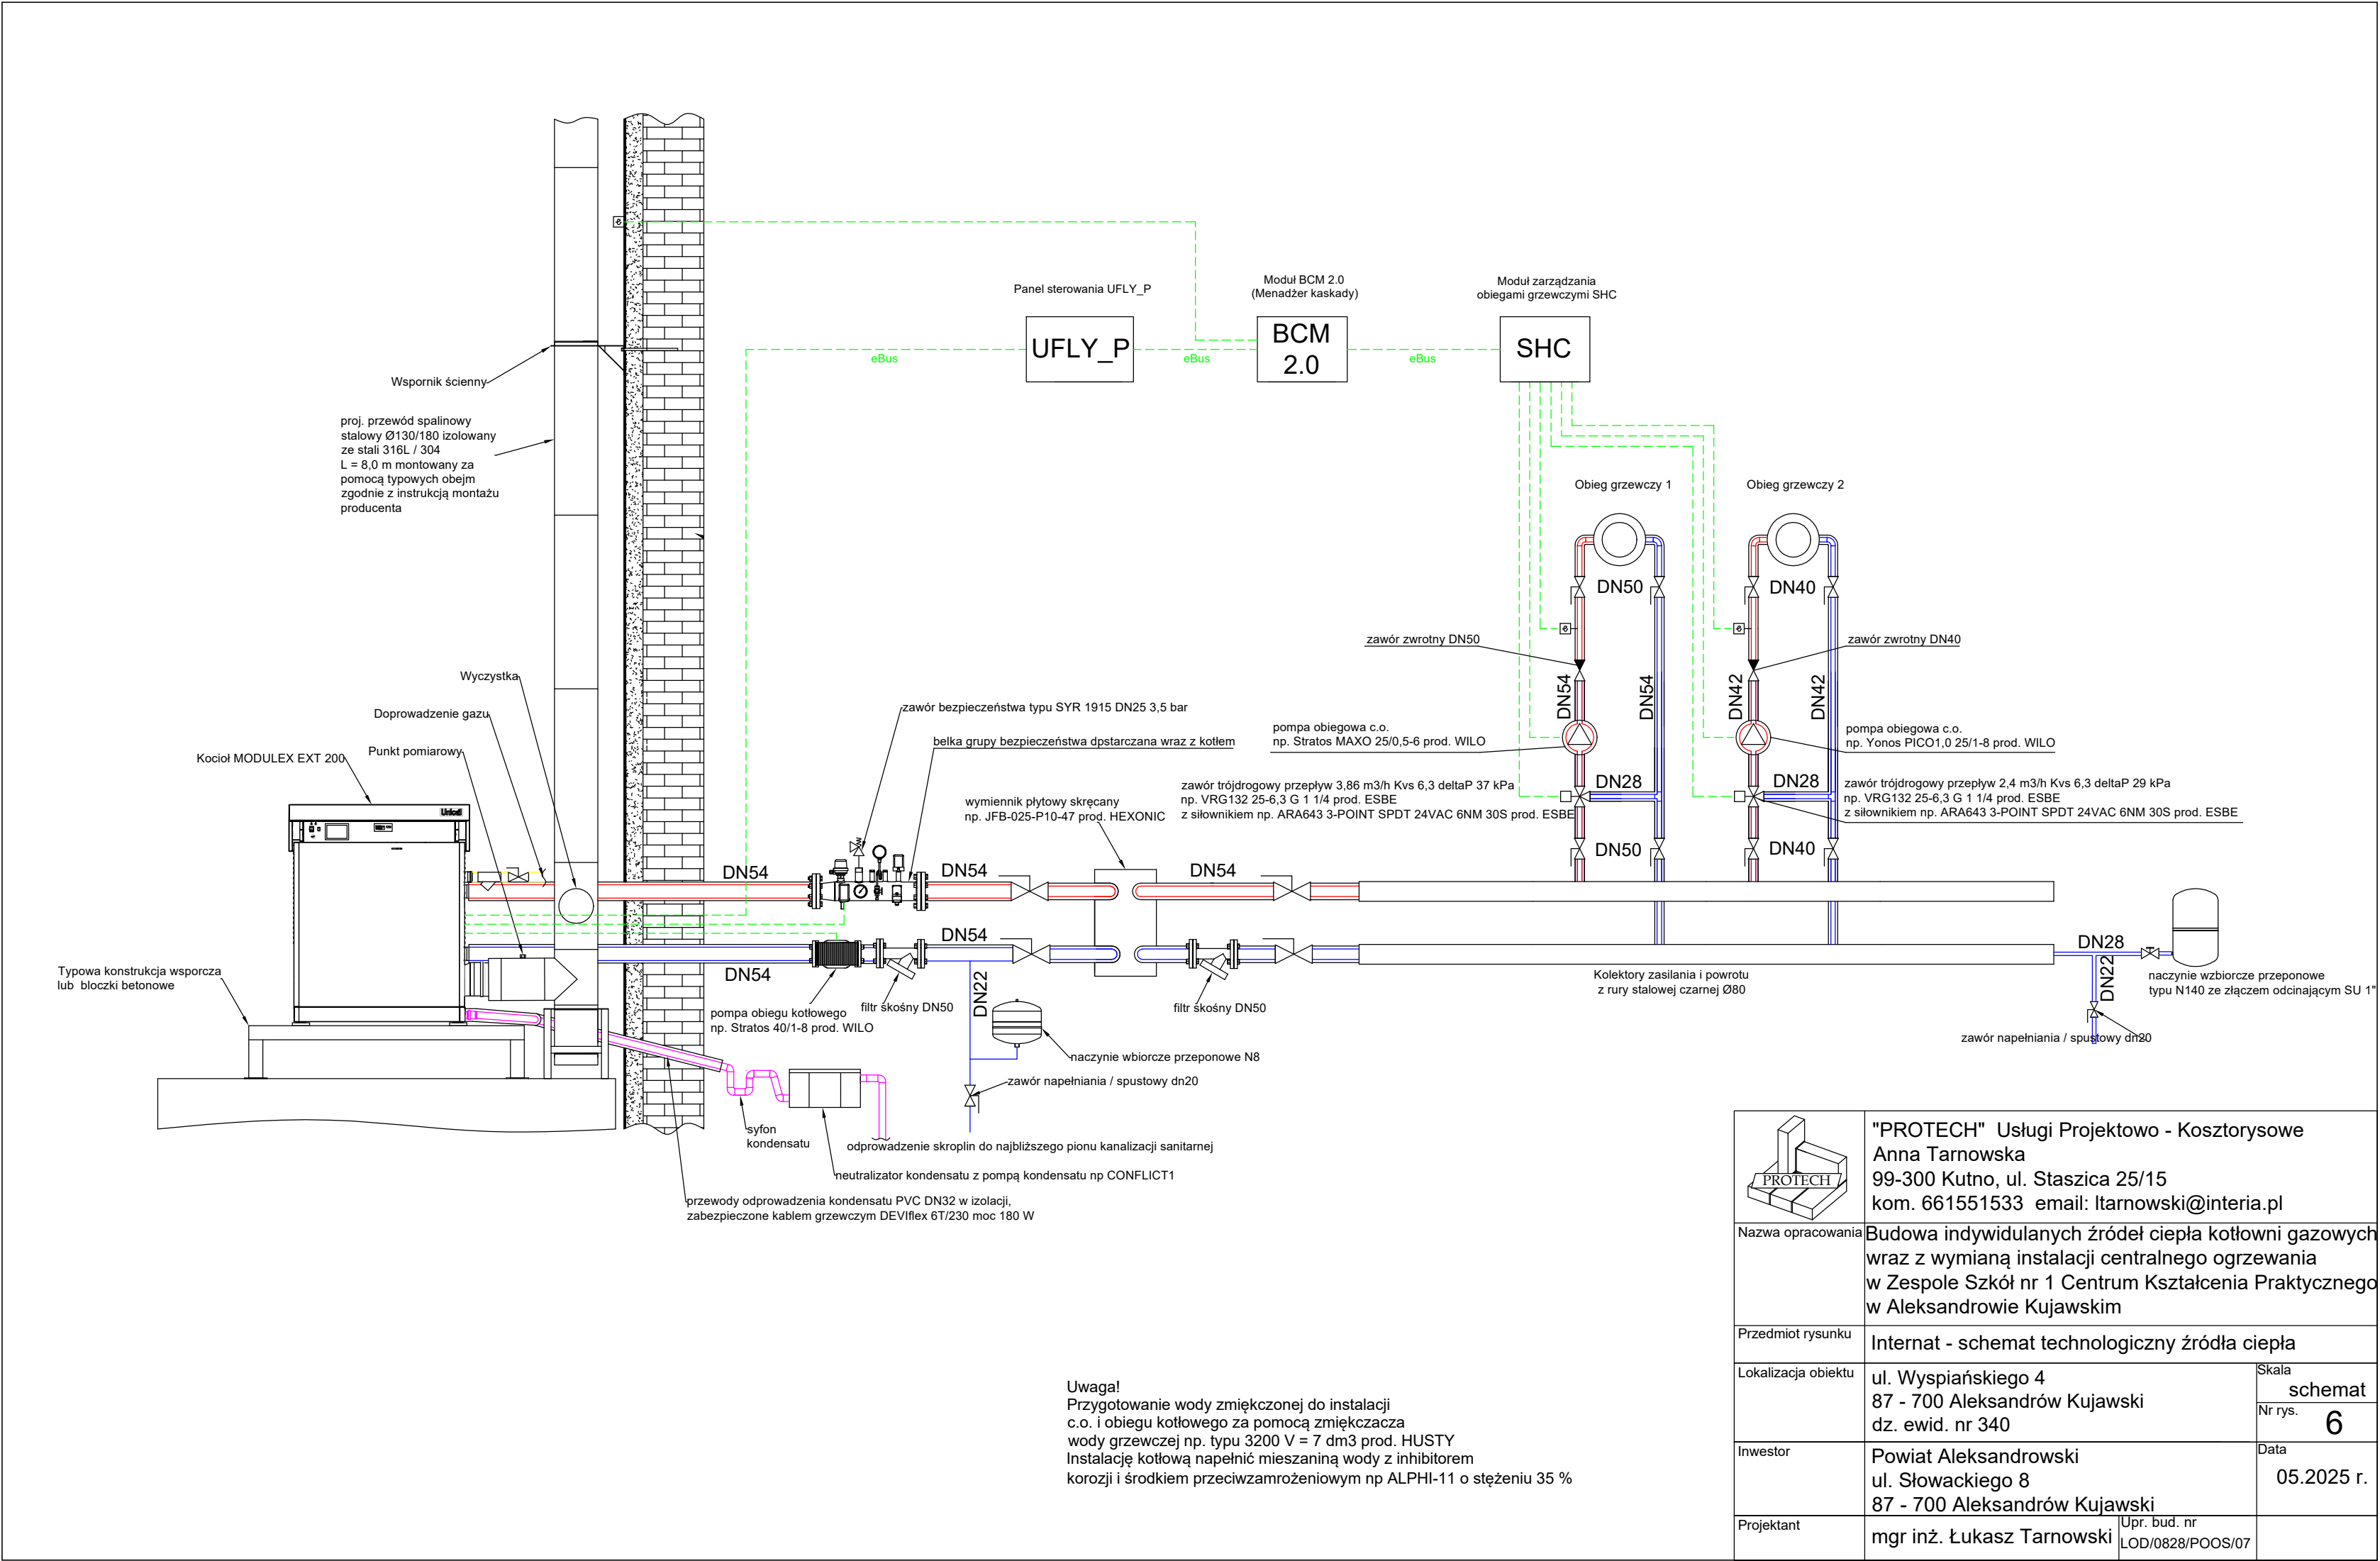 Panel sterowania UFLY_P
Moduł BCM 2.0
(Menadżer kaskady)
Moduł zarządzania
obiegami grzewczymi SHC
UFLY_P
BCM
2.0
SHC
eBus
eBus
eBus
Wspornik ścienny
proj. przewód spalinowy
stalowy Ø130/180 izolowany
ze stali 316L / 304
L = 8,0 m montowany za
pomocą typowych obejm
zgodnie z instrukcją montażu
producenta
Obieg grzewczy 1
Obieg grzewczy 2
DN50
DN40
zawór zwrotny DN50
zawór zwrotny DN40
DN54
DN54
DN42
DN42
Wyczystka
Doprowadzenie gazu
Punkt pomiarowy
Kocioł MODULEX EXT 200
Unical
zawór bezpieczeństwa typu SYR 1915 DN25 3,5 bar
belka grupy bezpieczeństwa dpstarczana wraz z kotłem
pompa obiegowa c.o.
np. Stratos MAXO 25/0,5-6 prod. WILO
pompa obiegowa c.o.
np. Yonos PICO1,0 25/1-8 prod. WILO
wymiennik płytowy skręcany
np. JFB-025-P10-47 prod. HEXONIC
zawór trójdrogowy przepływ 3,86 m3/h Kvs 6,3 deltaP 37 kPa
np. VRG132 25-6,3 G 1 1/4 prod. ESBE
z siłownikiem np. ARA643 3-POINT SPDT 24VAC 6NM 30S prod. ESBE
DN28
DN28
zawór trójdrogowy przepływ 2,4 m3/h Kvs 6,3 deltaP 29 kPa
np. VRG132 25-6,3 G 1 1/4 prod. ESBE
z siłownikiem np. ARA643 3-POINT SPDT 24VAC 6NM 30S prod. ESBE
DN50
DN40
DN54
DN54
DN54
DN54
DN54
DN22
Typowa konstrukcja wsporcza
lub bloczki betonowe
pompa obiegu kotłowego
np. Stratos 40/1-8 prod. WILO
filtr skośny DN50
filtr skośny DN50
Kolektory zasilania i powrotu
z rury stalowej czarnej Ø80
DN28
DN22
naczynie wzbiorcze przeponowe
typu N140 ze złączem odcinającym SU 1"
zawór napełniania / spustowy dn20
naczynie wbiorcze przeponowe N8
zawór napełniania / spustowy dn20
syfon
kondensatu
odprowadzenie skroplin do najbliższego pionu kanalizacji sanitarnej
neutralizator kondensatu z pompą kondensatu np CONFLICT1
przewody odprowadzenia kondensatu PVC DN32 w izolacji,
zabezpieczone kablem grzewczym DEVIflex 6T/230 moc 180 W
Uwaga!
Przygotowanie wody zmiękczonej do instalacji
c.o. i obiegu kotłowego za pomocą zmiękczacza
wody grzewczej np. typu 3200 V = 7 dm3 prod. HUSTY
Instalację kotłową napełnić mieszaniną wody z inhibitorem
korozji i środkiem przeciwzamrożeniowym np ALPHI-11 o stężeniu 35 %
PROTECH
"PROTECH" Usługi Projektowo - Kosztorysowe
Anna Tarnowska
99-300 Kutno, ul. Staszica 25/15
kom. 661551533 email: ltarnowski@interia.pl
Nazwa opracowania
Budowa indywidulanych źródeł ciepła kotłowni gazowych
wraz z wymianą instalacji centralnego ogrzewania
w Zespole Szkół nr 1 Centrum Kształcenia Praktycznego
w Aleksandrowie Kujawskim
Przedmiot rysunku
Internat - schemat technologiczny źródła ciepła
Lokalizacja obiektu
ul. Wyspiańskiego 4
87 - 700 Aleksandrów Kujawski
dz. ewid. nr 340
Skala
schemat
Nr rys.
6
Inwestor
Powiat Aleksandrowski
ul. Słowackiego 8
87 - 700 Aleksandrów Kujawski
Data
05.2025 r.
Projektant
mgr inż. Łukasz Tarnowski
Upr. bud. nr
LOD/0828/POOS/07